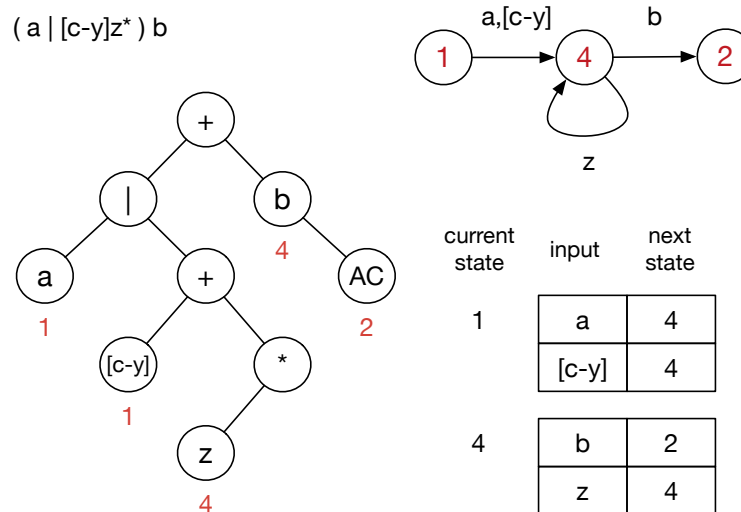 ( a | [c-y]z* ) b
a,[c-y]
b
1
4
2
z
+
|
b
4
a
1
+
AC
2
[c-y]
1
*
z
4
current state
input
next state
1
a
4
[c-y]
4
4
b
2
z
4